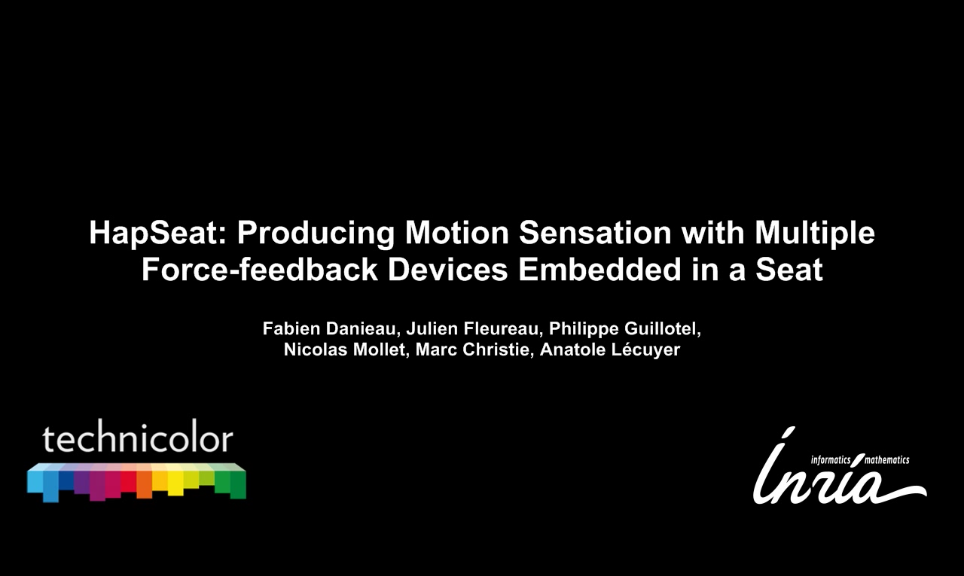 HapSeat: Producing Motion Sensation with Multiple
Force-feedback Devices Embedded in a Seat
Fabien Danieau, Julien Fleureau, Philippe Guillotel,
Nicolas Mollet, Marc Christie, Anatole Lécuyer
technicolor
informatics mathematics
Inria